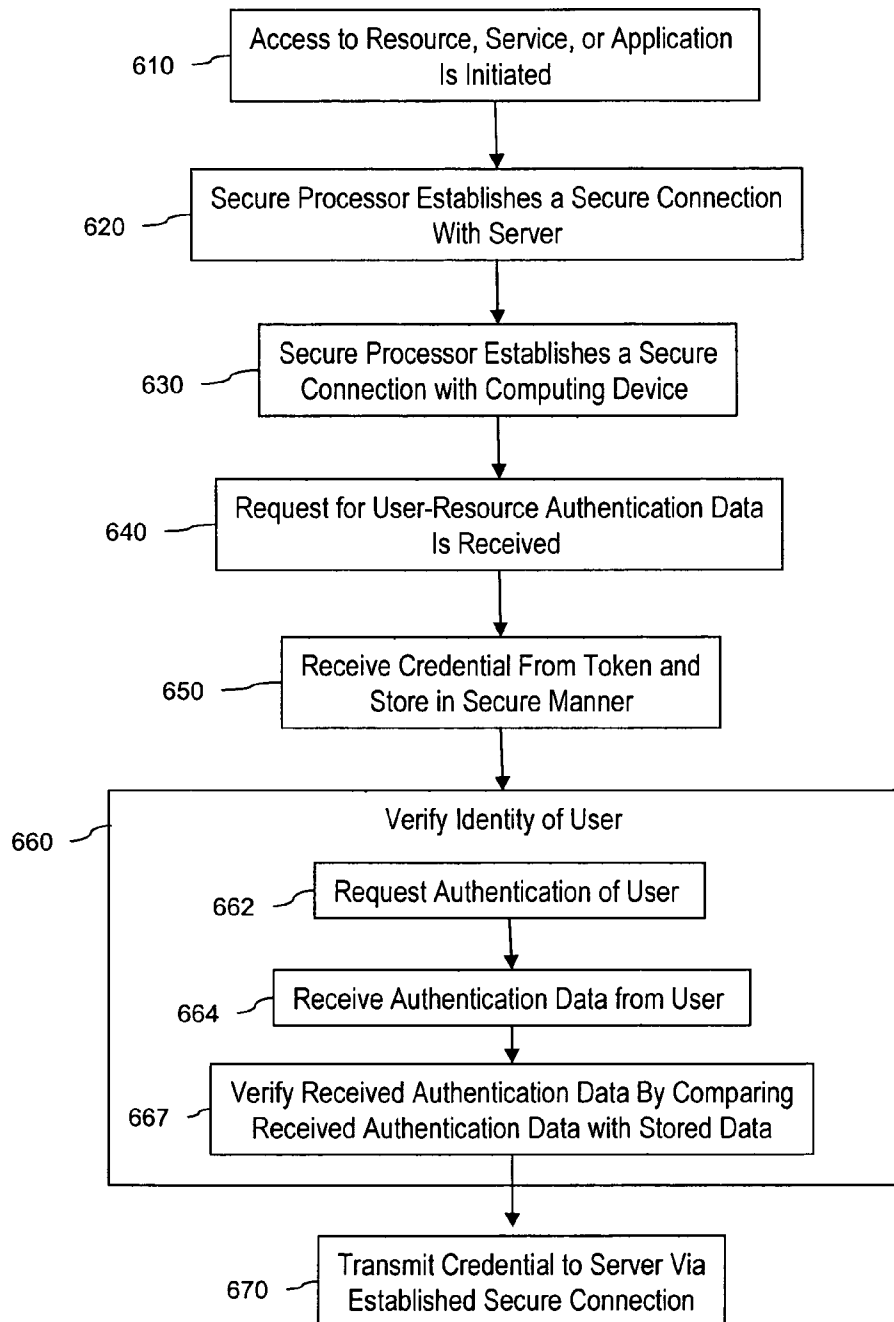 610
Access to Resource, Service, or Application
Is Initiated
620
Secure Processor Establishes a Secure Connection
With Server
630
Secure Processor Establishes a Secure
Connection with Computing Device
640
Request for User-Resource Authentication Data
Is Received
650
Receive Credential From Token and
Store in Secure Manner
660
Verify Identity of User
662
Request Authentication of User
664
Receive Authentication Data from User
667
Verify Received Authentication Data By Comparing
Received Authentication Data with Stored Data
670
Transmit Credential to Server Via
Established Secure Connection